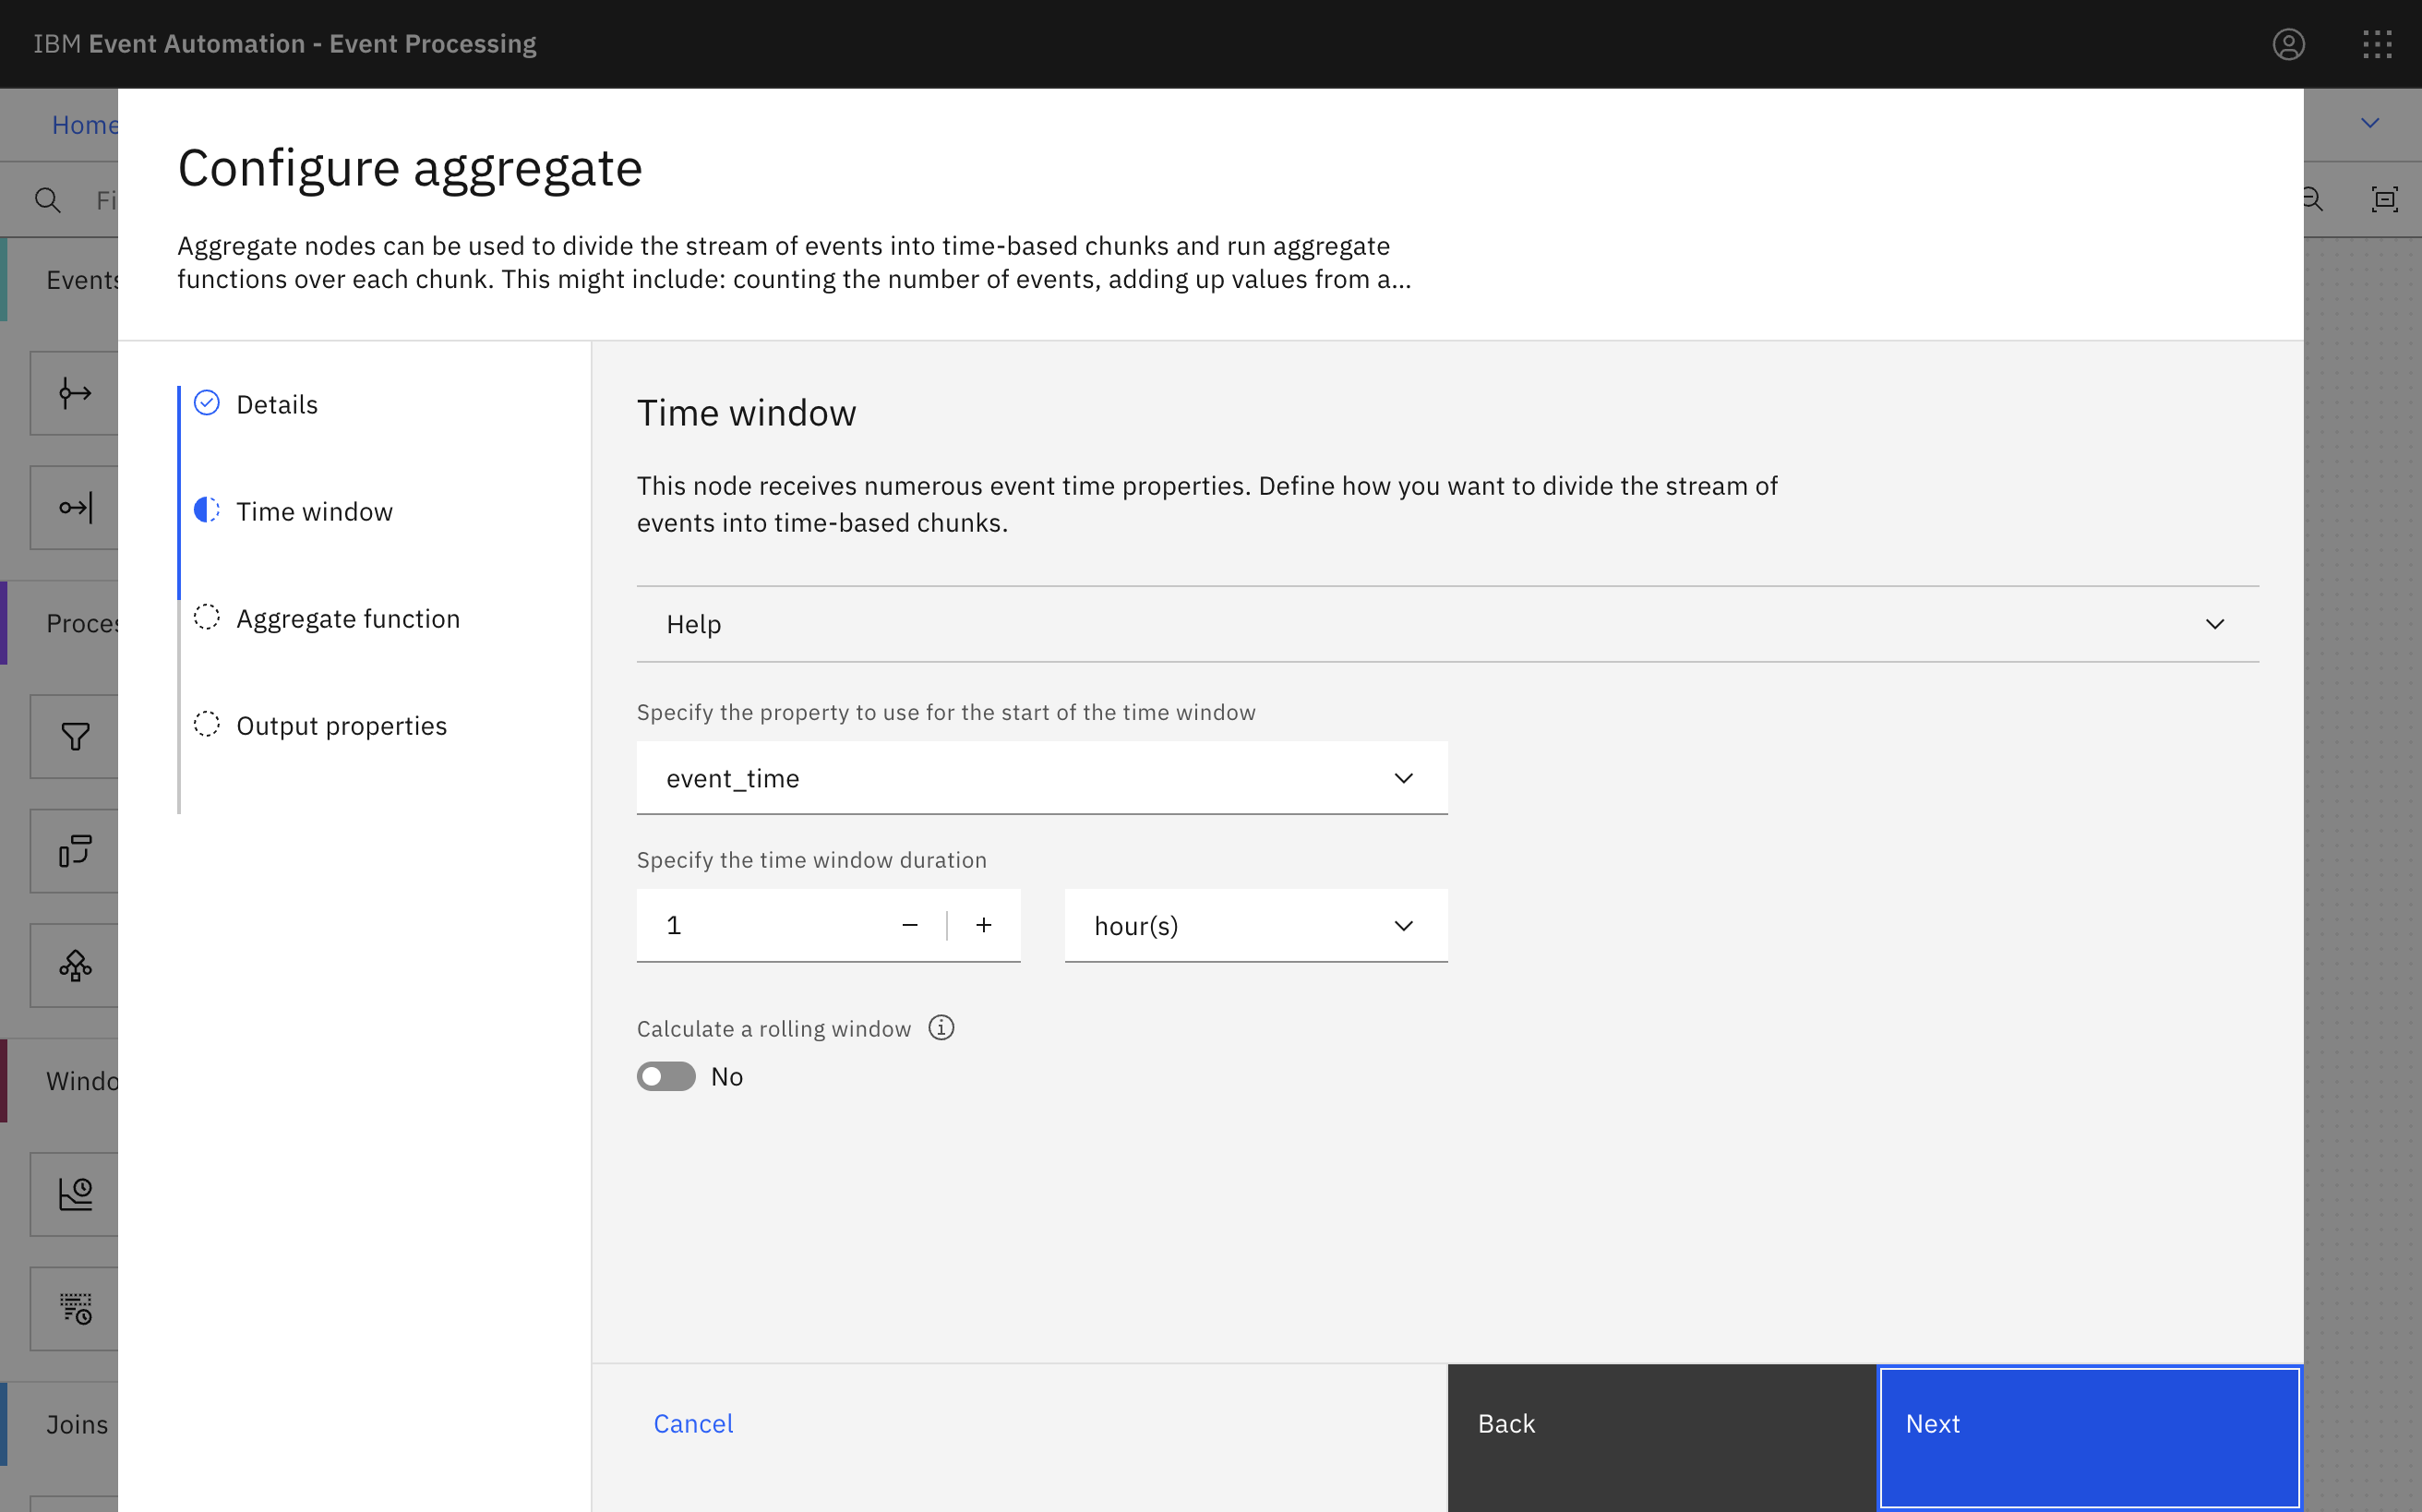 IBM Event Automation - Event Processing
Home
Configure aggregate
Fi
Aggregate nodes can be used to divide the stream of events into time-based chunks and run aggregate
functions over each chunk. This might include: counting the number of events, adding up values from a...
Events
Proces
Windo
Joins
Details
Time window
Aggregate function
Output properties
Time window
This node receives numerous event time properties. Define how you want to divide the stream of
events into time-based chunks.
Help
Specify the property to use for the start of the time window
event_time
Specify the time window duration
1
hour(s)
Calculate a rolling window
No
Cancel
Back
Next